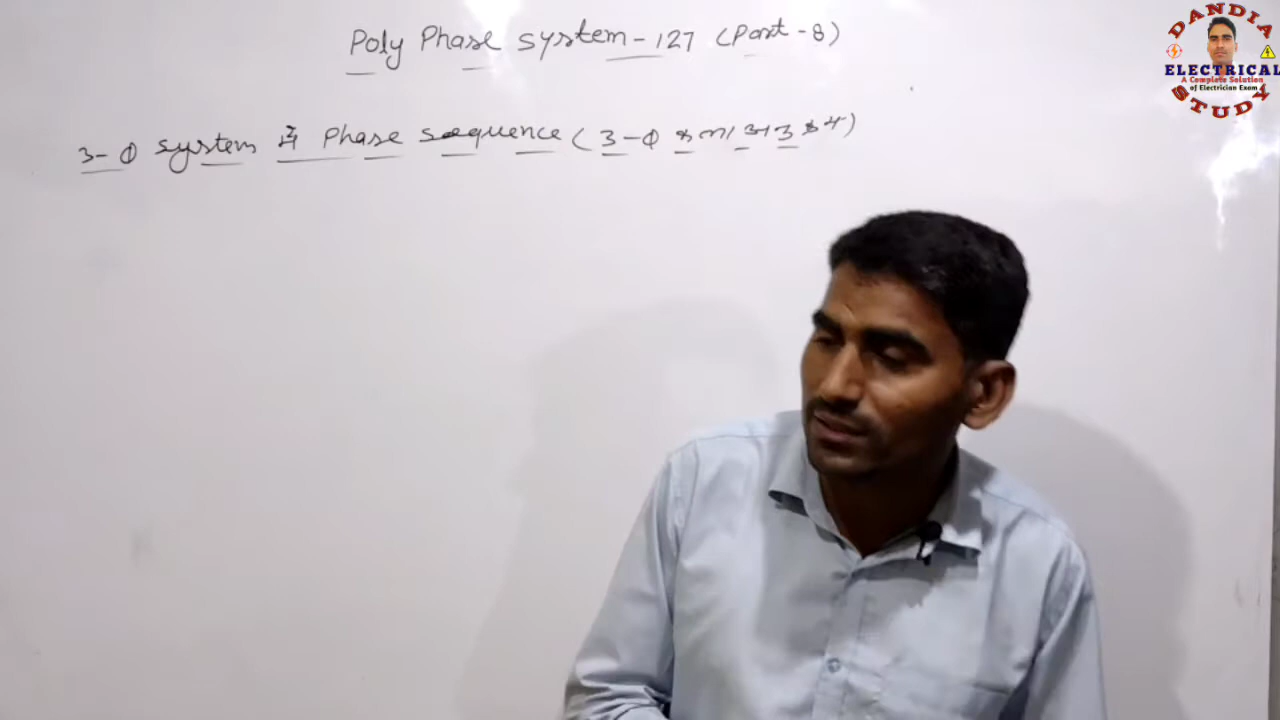 Poly Phase system - 127 (Part - 8)
3-Φ system में Phase sequence (3-Φ कला अनुक्रम)
DANDIA
ELECTRICAL
A Complete Solution
of Electrician Exam
STUDY